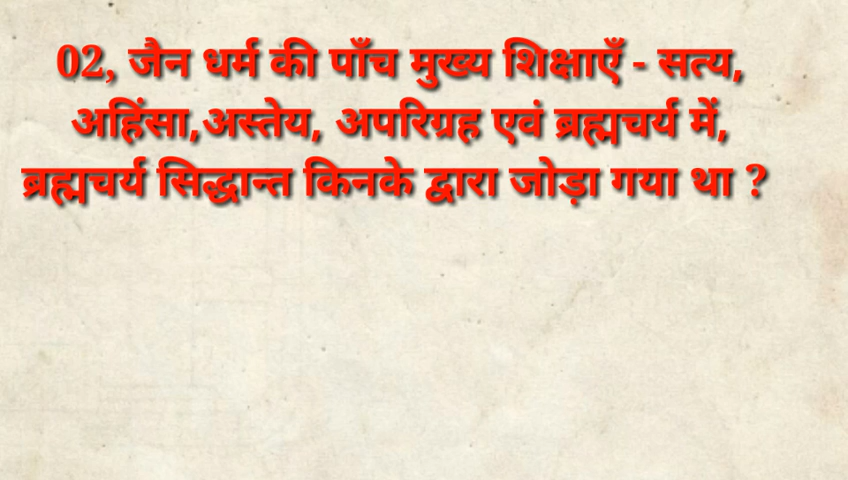 02, जैन धर्म की पाँच मुख्य शिक्षाएँ - सत्य,
अहिंसा,अस्तेय, अपरिग्रह एवं ब्रह्मचर्य में,
ब्रह्मचर्य सिद्धान्त किनके द्वारा जोड़ा गया था ?